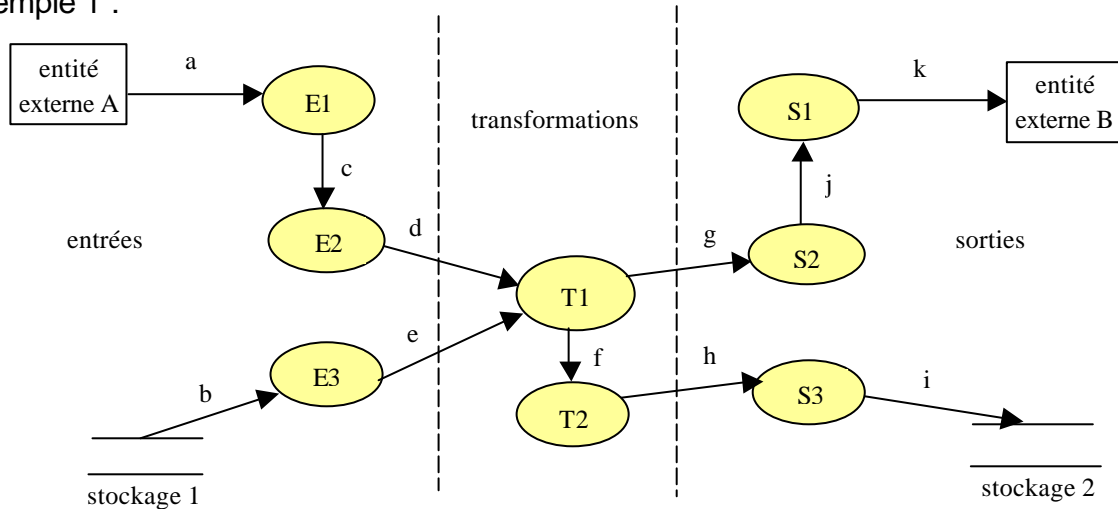 emple 1 :
entité
externe A
a
E1
c
E2
d
entrées
b
E3
e
stockage 1
transformations
T1
f
T2
g
h
S1
k
entité
externe B
j
S2
sorties
S3
i
stockage 2